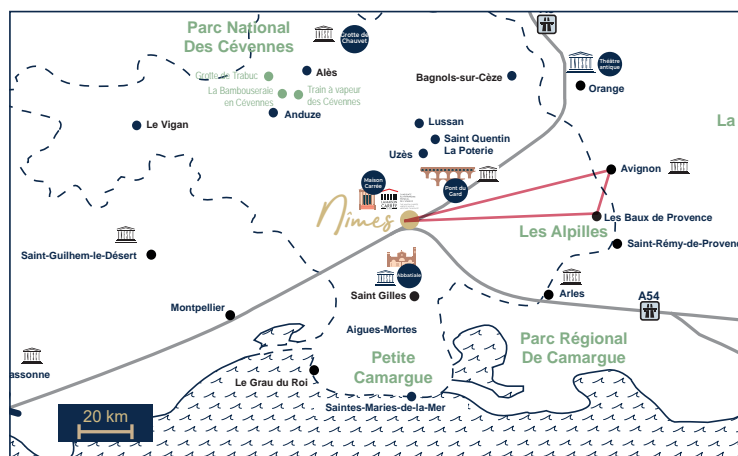 Parc National
Des Cévennes
Grotte de
Chauvet
Grotte de Trabuc
Alès
La Bambouseraie
en Cévennes
Train à vapeur
des Cévennes
Anduze
Le Vigan
Bagnols-sur-Cèze
Théâtre
antique
Orange
La
Lussan
Saint Quentin
La Poterie
Uzès
Maison
Carrée
Pont du
Gard
Avignon
Nîmes
Les Baux de Provence
Les Alpilles
Saint-Rémy-de-Provenc
Saint-Guilhem-le-Désert
Abbatiale
Saint Gilles
Arles
A54
Montpellier
Aigues-Mortes
Parc Régional
De Camargue
Petite
Camargue
assonne
Le Grau du Roi
Saintes-Maries-de-la-Mer
20 km